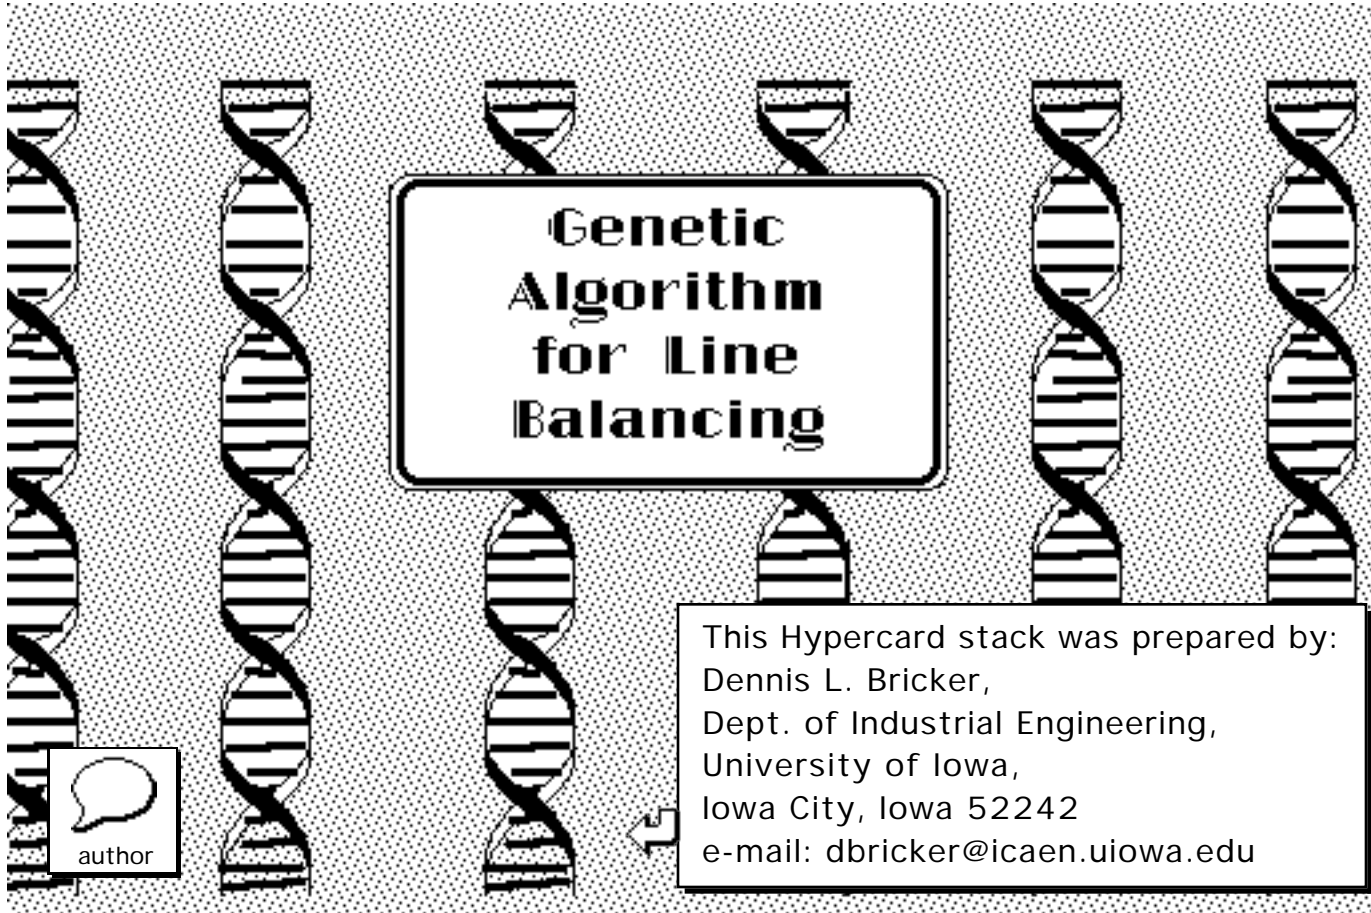 Genetic
Algorithm
for Line
Balancing
This Hypercard stack was prepared by:
Dennis L. Bricker,
Dept. of Industrial Engineering,
University of Iowa,
Iowa City, Iowa 52242
e-mail: dbricker@icaen.uiowa.edu
author